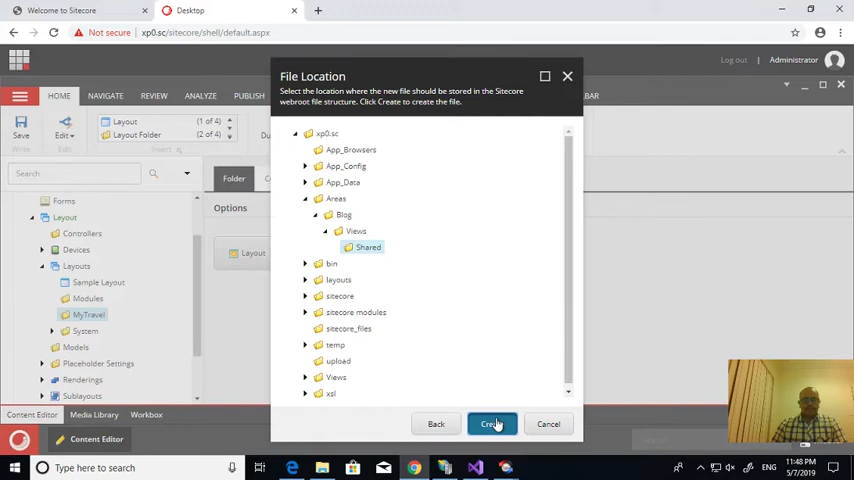 Welcome to Sitecore
Desktop
Not secure
xp0.sc/sitecore/shell/default.aspx
Log out
Administrator
HOME
NAVIGATE
REVIEW
ANALYZE
PUBLISH
BAR
Save
Edit
Layout
(1 of 4)
Layout Folder
(2 of 4)
Du
Write
Edit
Insert
Search
Folder
C
Forms
Layout
Controllers
Devices
Layouts
Sample Layout
Modules
MyTravel
System
Models
Placeholder Settings
Renderings
Sublayouts
Options
Layout
File Location
Select the location where the new file should be stored in the Sitecore
webroot file structure. Click Create to create the file.
xp0.sc
App_Browsers
App_Config
App_Data
Areas
Blog
Views
Shared
bin
layouts
sitecore
sitecore modules
sitecore_files
temp
upload
Views
xsl
Back
Create
Cancel
Content Editor
Media Library
Workbox
Content Editor
Search
Type here to search
ENG
11:48 PM
5/7/2019